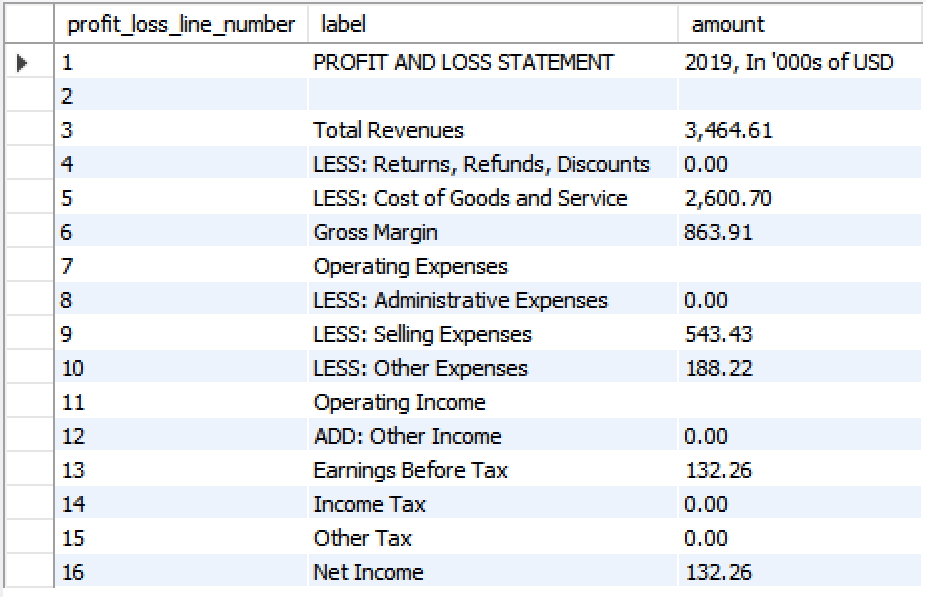 profit_loss_line_number label amount
1 PROFIT AND LOSS STATEMENT 2019, In '000s of USD
2
3 Total Revenues 3,464.61
4 LESS: Returns, Refunds, Discounts 0.00
5 LESS: Cost of Goods and Service 2,600.70
6 Gross Margin 863.91
7 Operating Expenses
8 LESS: Administrative Expenses 0.00
9 LESS: Selling Expenses 543.43
10 LESS: Other Expenses 188.22
11 Operating Income
12 ADD: Other Income 0.00
13 Earnings Before Tax 132.26
14 Income Tax 0.00
15 Other Tax 0.00
16 Net Income 132.26